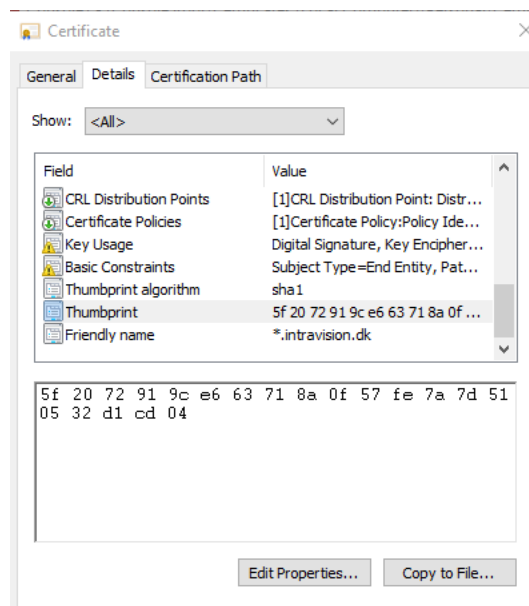 Certificate
General Details Certification Path
Show: <All>
Field Value
CRL Distribution Points [1]CRL Distribution Point: Distr...
Certificate Policies [1]Certificate Policy:Policy Ide...
Key Usage Digital Signature, Key Encipher...
Basic Constraints Subject Type=End Entity, Pat...
Thumbprint algorithm sha1
Thumbprint 5f 20 72 91 9c e6 63 71 8a 0f ...
Friendly name *.intravision.dk
5f 20 72 91 9c e6 63 71 8a 0f 57 fe 7a 7d 51
05 32 d1 cd 04
Edit Properties... Copy to File...